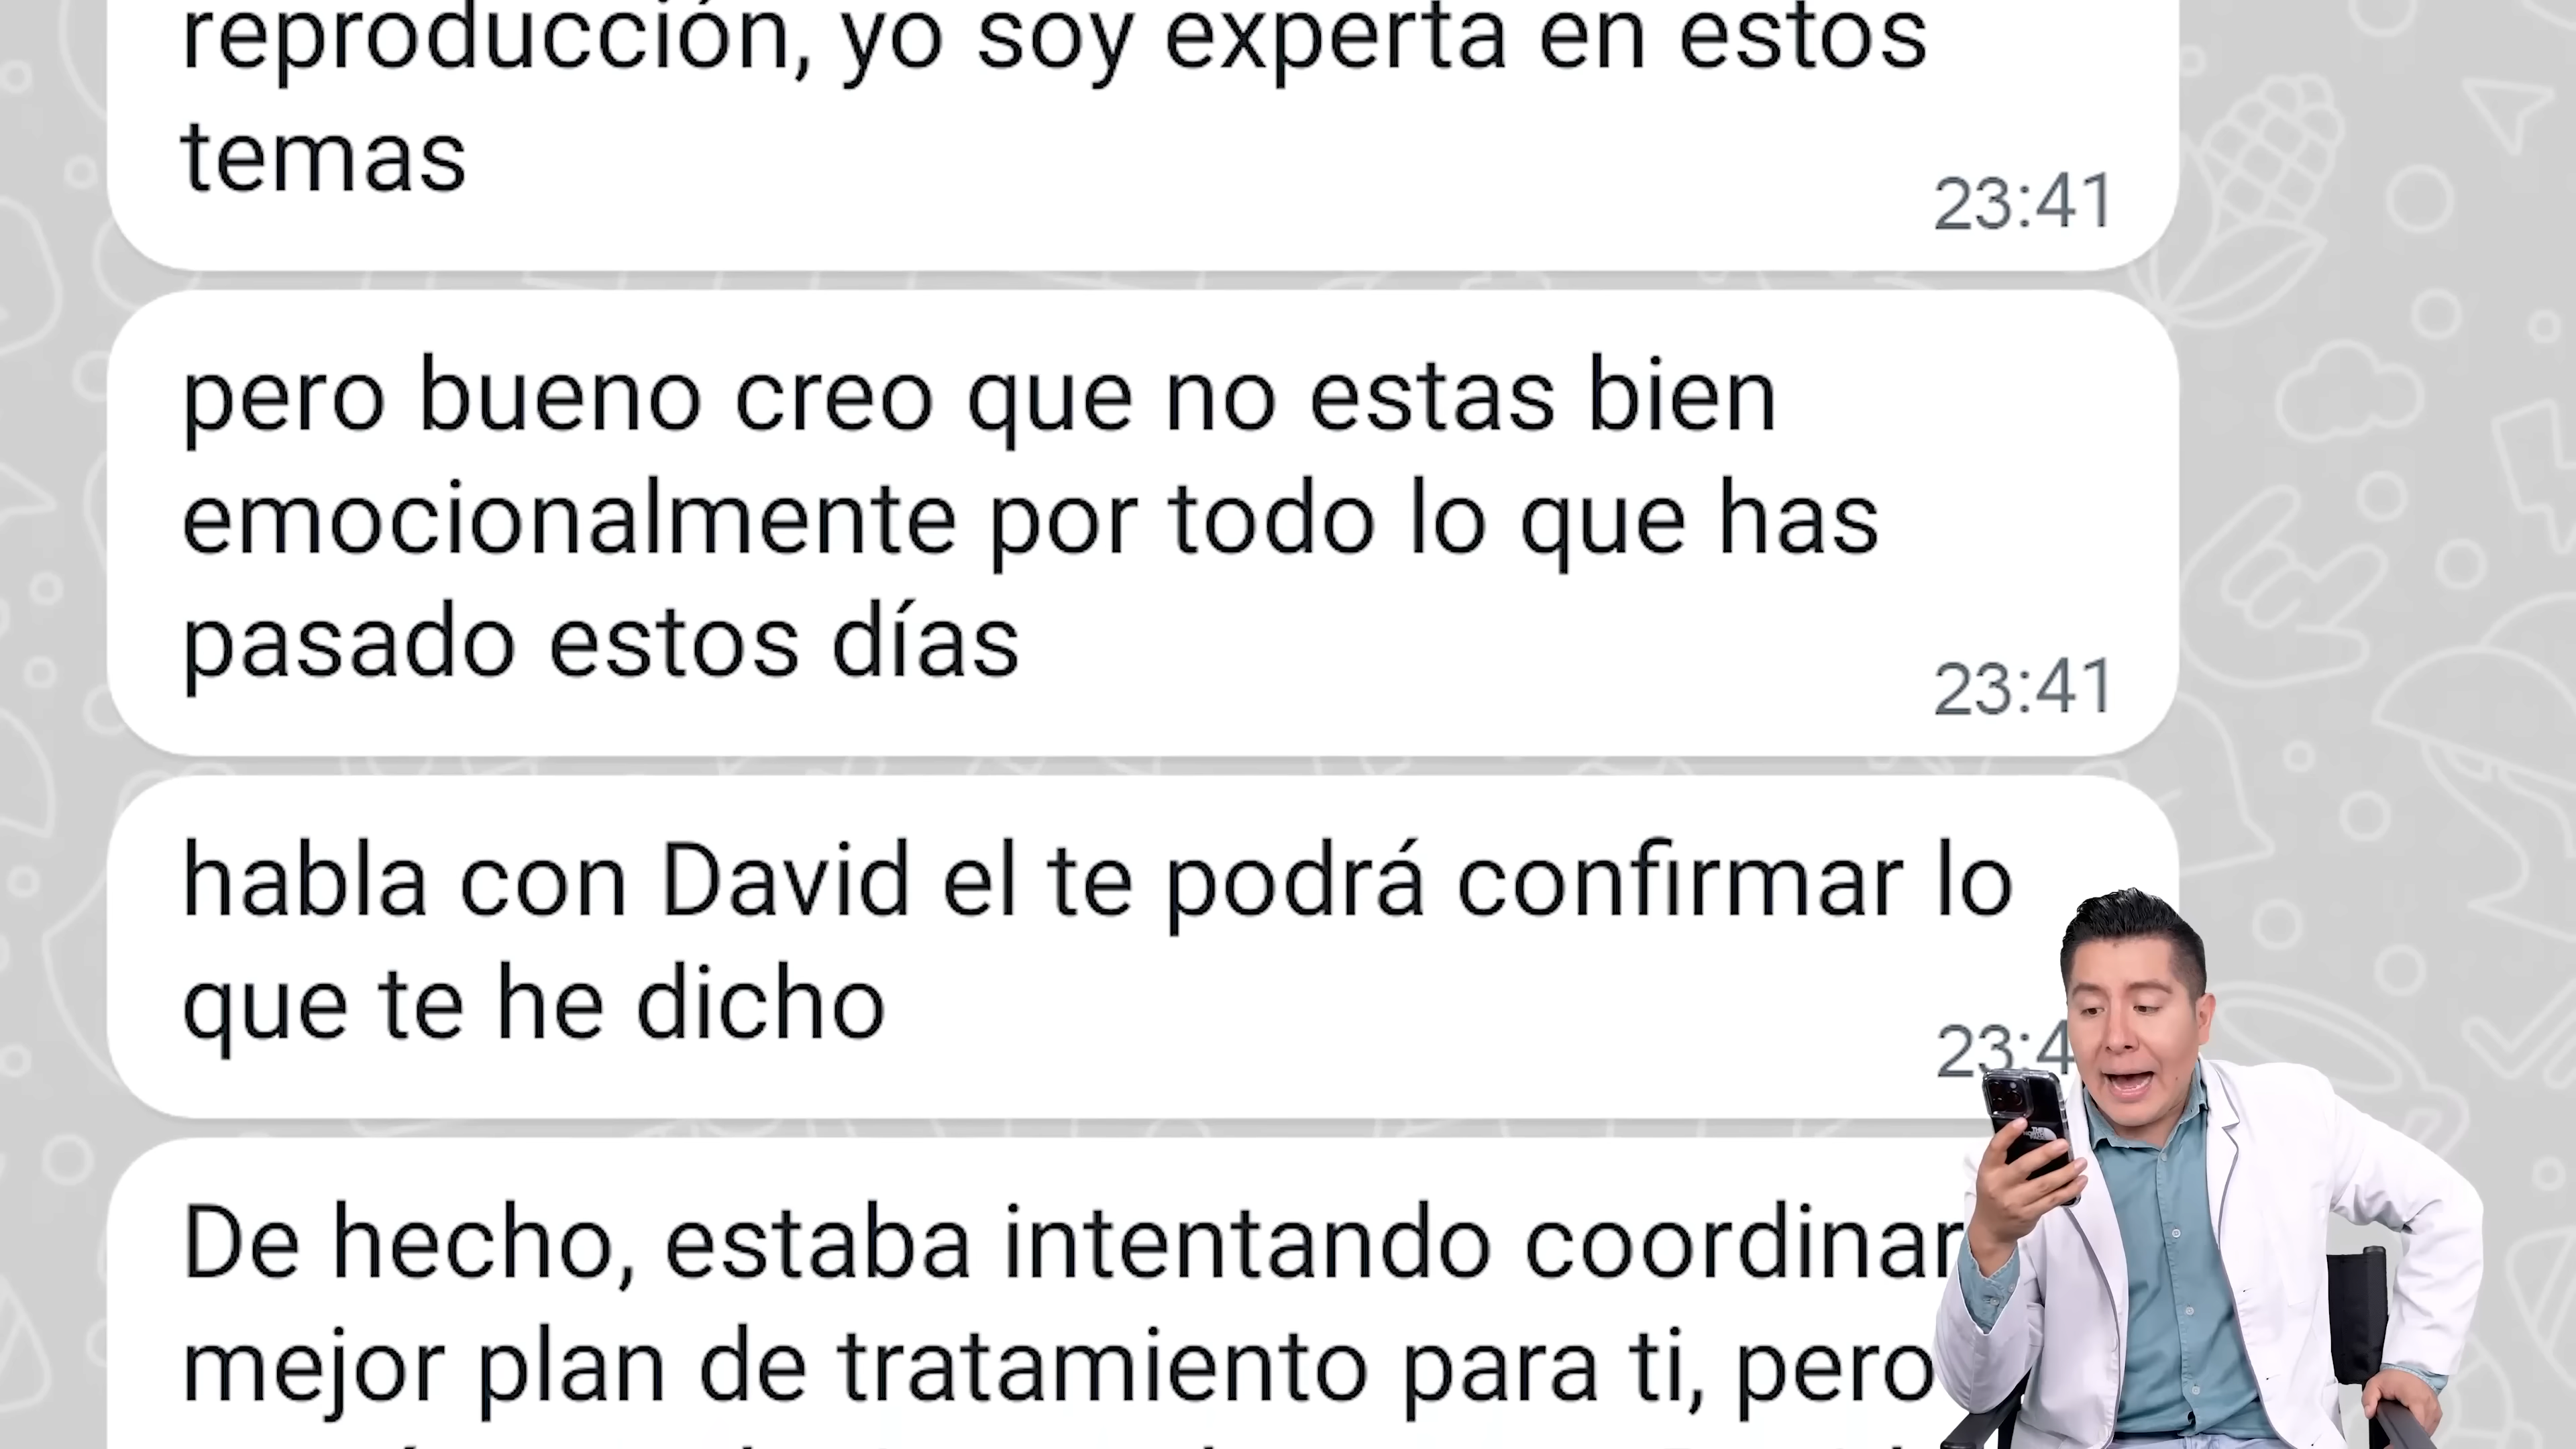 reproducción, yo soy experta en estos
temas
23:41
pero bueno creo que no estas bien
emocionalmente por todo lo que has
pasado estos días
23:41
habla con David el te podrá confirmar lo
que te he dicho
23:4
De hecho, estaba intentando coordinar
mejor plan de tratamiento para ti, pero